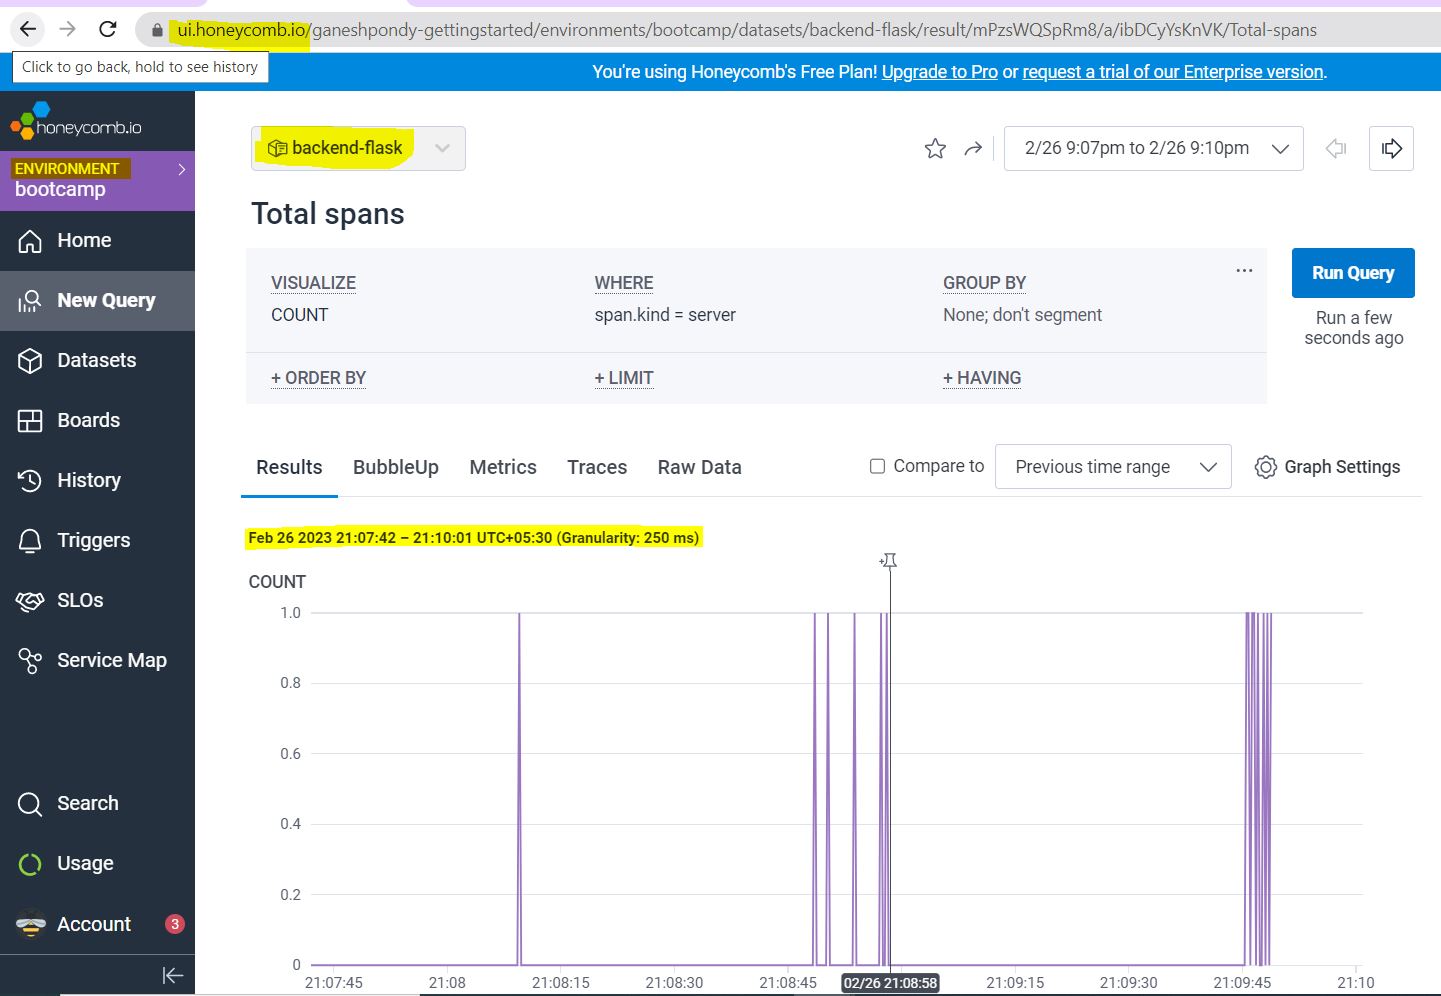 ui.honeycomb.io/ganeshpondy-gettingstarted/environments/bootcamp/datasets/backend-flask/result/mPzsWQSpRm8/a/ibDCyYsKnVK/Total-spans
Click to go back, hold to see history
You're using Honeycomb's Free Plan! Upgrade to Pro or request a trial of our Enterprise version.
honeycomb.io
ENVIRONMENT
bootcamp
Home
New Query
Datasets
Boards
History
Triggers
SLOs
Service Map
Search
Usage
Account 3
backend-flask
2/26 9:07pm to 2/26 9:10pm
Total spans
VISUALIZE WHERE GROUP BY
COUNT span.kind = server None; don't segment
+ ORDER BY + LIMIT + HAVING
Run Query
Run a few
seconds ago
Results BubbleUp Metrics Traces Raw Data Compare to Previous time range Graph Settings
Feb 26 2023 21:07:42 – 21:10:01 UTC+05:30 (Granularity: 250 ms)
COUNT
1.0
0.8
0.6
0.4
0.2
0
21:07:45 21:08 21:08:15 21:08:30 21:08:45 02/26 21:08:58 21:09:15 21:09:30 21:09:45 21:10